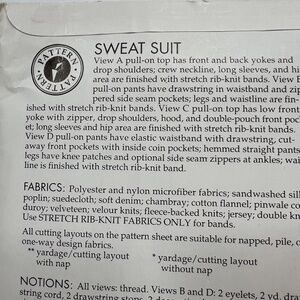 PATTERN • PATTERN •
SWEAT SUIT
View A pull-on top has front and back yokes and
drop shoulders; crew neckline, long sleeves, and hi
area are finished with stretch rib-knit bands. View B
pull-on pants have drawstring in waistband and zip
pered side seam pockets; legs and waistline are fin-
ished with stretch rib-knit bands. View C pull-on top has low front
yoke with zipper, drop shoulders, hood, and double-pouch front poc
et; long sleeves and hip area are finished with stretch rib-knit bands.
View D pull-on pants have elastic waistband with drawstring, cut-
away front pockets with inside coin pockets; hemmed straight pants
legs have knee patches and optional side seam zippers at ankles; wai
line is finished with stretch rib-knit band.
FABRICS: Polyester and nylon microfiber fabrics; sandwashed sil
poplin; suedecloth; soft denim; chambray; cotton flannel; pinwale co
duroy; velveteen; velour knits; fleece-backed knits; jersey; double kn
Use STRETCH RIB-KNIT FABRICS ONLY for bands.
All cutting layouts on the pattern sheet are suitable for napped, pile, o
one-way design fabrics.
** yardage/cutting layout * yardage/cutting layout
with nap without nap
NOTIONS: All views: thread. Views B and D: 2 eyelets, 2 yd. dr
string cord, 2 drawstring stops